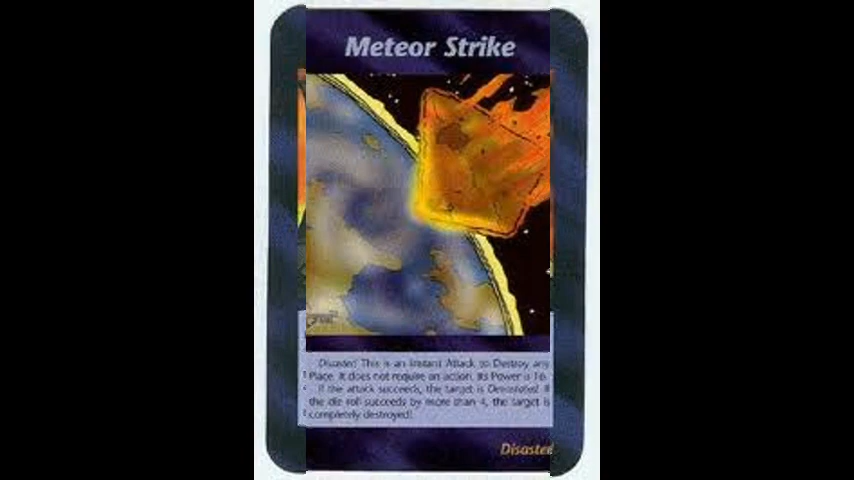 Meteor Strike
Disaster! This is an Instant Attack to Destroy any
Place. It does not require an action. Its Power is 16.
If the attack succeeds, the target is Devastated! If
the die roll succeeds by more than 4, the target is
completely destroyed!
Disaster